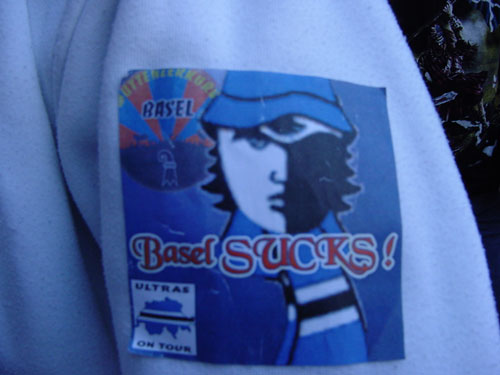 BASEL
Basel SUCKS!
ULTRAS
ON TOUR